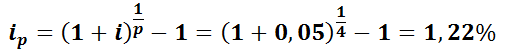 i_p = (1 + i)^{1/p} − 1 = (1 + 0,05)^{1/4} − 1 = 1,22%